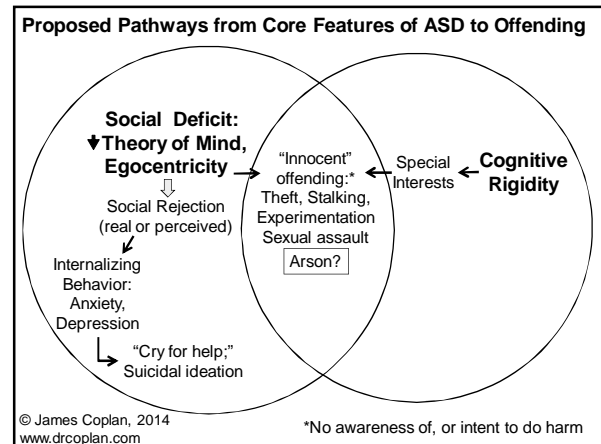 Proposed Pathways from Core Features of ASD to Offending
Social Deficit:
Theory of Mind,
Egocentricity
Social Rejection
(real or perceived)
Internalizing
Behavior:
Anxiety,
Depression
“Cry for help;”
Suicidal ideation
“Innocent”
offending:*
Theft, Stalking,
Experimentation
Sexual assault
Arson?
Special
Interests
Cognitive
Rigidity
© James Coplan, 2014
www.drcoplan.com
*No awareness of, or intent to do harm